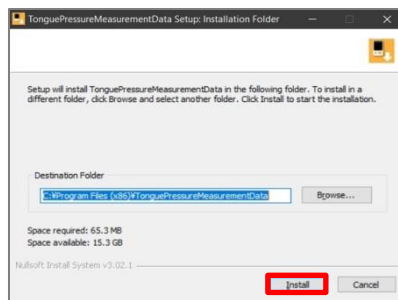 TonguePressureMeasurementData Setup: Installation Folder
Setup will install TonguePressureMeasurementData in the following folder. To install in a
different folder, click Browse and select another folder. Click Install to start the installation.
Destination Folder
C:¥Program Files (x86)¥TonguePressureMeasurementData
Browse...
Space required: 65.3 MB
Space available: 15.3 GB
Nullsoft Install System v3.02.1
Install Cancel